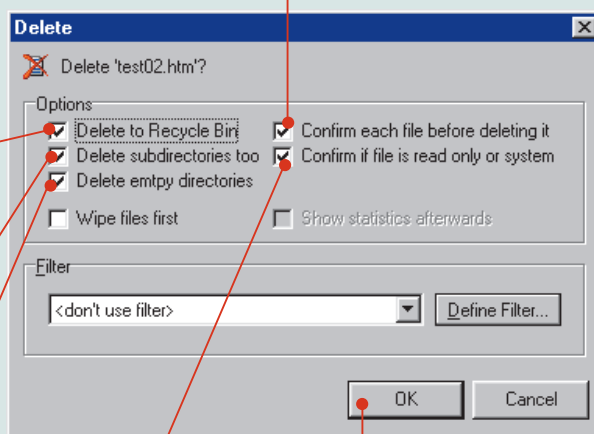 Delete
Delete 'test02.htm'?
Options
Delete to Recycle Bin
Confirm each file before deleting it
Delete subdirectories too
Confirm if file is read only or system
Delete emtpy directories
Wipe files first
Show statistics afterwards
Filter
<don't use filter>
Define Filter...
OK
Cancel